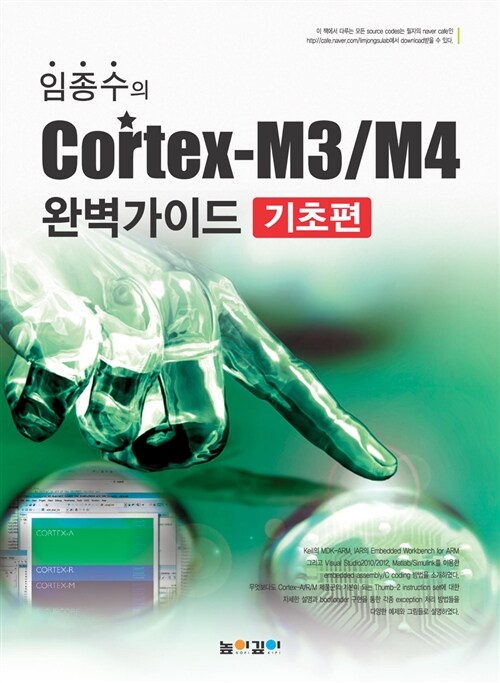 이 책에서 다루는 모든 source codes는 필자의 naver cafe인
http://cafe.naver.com/limjongsulab에서 download받을 수 있다.
임종수의
Cortex-M3/M4
완벽가이드 기초편
CORTEX-A
CORTEX-R
CORTEX-M
Keil의 MDK-ARM, IAR의 Embedded Workbench for ARM
그리고 Visual Studio2010/2012, Matlab/Simulink를 이용한
embedded assembly/C coding 방법을 소개하였다.
무엇보다도 Cortex-A/R/M 제품군의 기본이 되는 Thumb-2 instruction set에 대한
자세한 설명과 bootloader 구현을 통한 각종 exception 처리 방법들을
다양한 예제와 그림들로 설명하였다.
높이깊이
NOPI KIPI